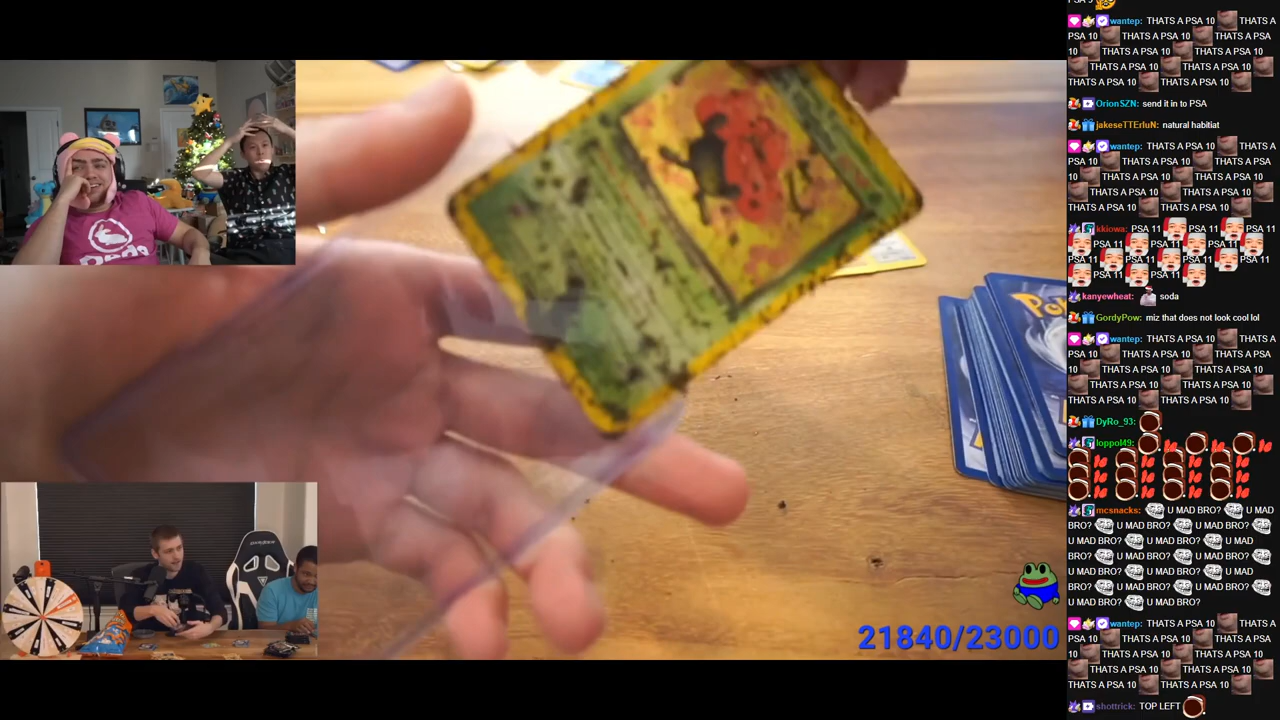 wantep: THATS A PSA 10 THATS A
PSA 10 THATS A PSA 10 THATS A PSA
10 THATS A PSA 10 THATS A PSA 10
THATS A PSA 10 THATS A PSA 10
THATS A PSA 10 THATS A PSA 10
OrionSZN: send it in to PSA
jakeseTTErluN: natural habitiat
wantep: THATS A PSA 10 THATS A
PSA 10 THATS A PSA 10 THATS A PSA
10 THATS A PSA 10 THATS A PSA 10
THATS A PSA 10 THATS A PSA 10
THATS A PSA 10 THATS A PSA 10
kkiowa: PSA 11 PSA 11 PSA 11
PSA 11 PSA 11 PSA 11 PSA 11
PSA 11 PSA 11 PSA 11
PSA 11 PSA 11 PSA 11
kanyewheat: soda
GordyPow: miz that does not look cool lol
wantep: THATS A PSA 10 THATS A
PSA 10 THATS A PSA 10 THATS A PSA
10 THATS A PSA 10 THATS A PSA 10
THATS A PSA 10 THATS A PSA 10
THATS A PSA 10 THATS A PSA 10
DyRo_93:
loppol49:
mcsnacks: U MAD BRO? U MAD
BRO? U MAD BRO? U MAD BRO?
U MAD BRO? U MAD BRO? U MAD
BRO? U MAD BRO? U MAD BRO?
U MAD BRO? U MAD BRO? U MAD
BRO? U MAD BRO? U MAD BRO?
U MAD BRO? U MAD BRO?
wantep: THATS A PSA 10 THATS A
PSA 10 THATS A PSA 10 THATS A PSA
10 THATS A PSA 10 THATS A PSA 10
THATS A PSA 10 THATS A PSA 10
THATS A PSA 10 THATS A PSA 10
shottrick: TOP LEFT
21840/23000